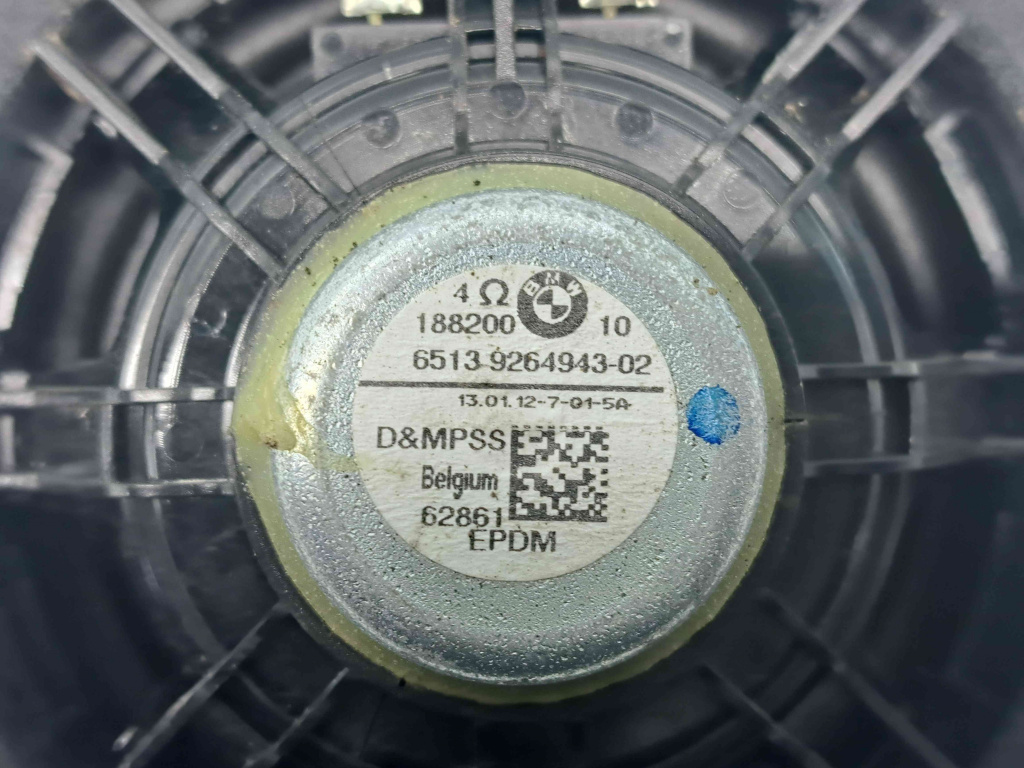 4 Ω BMW
188200 10
6513 9264943-02
13.01.12-7-01-5A
D&MPSS
Belgium
62861
EPDM